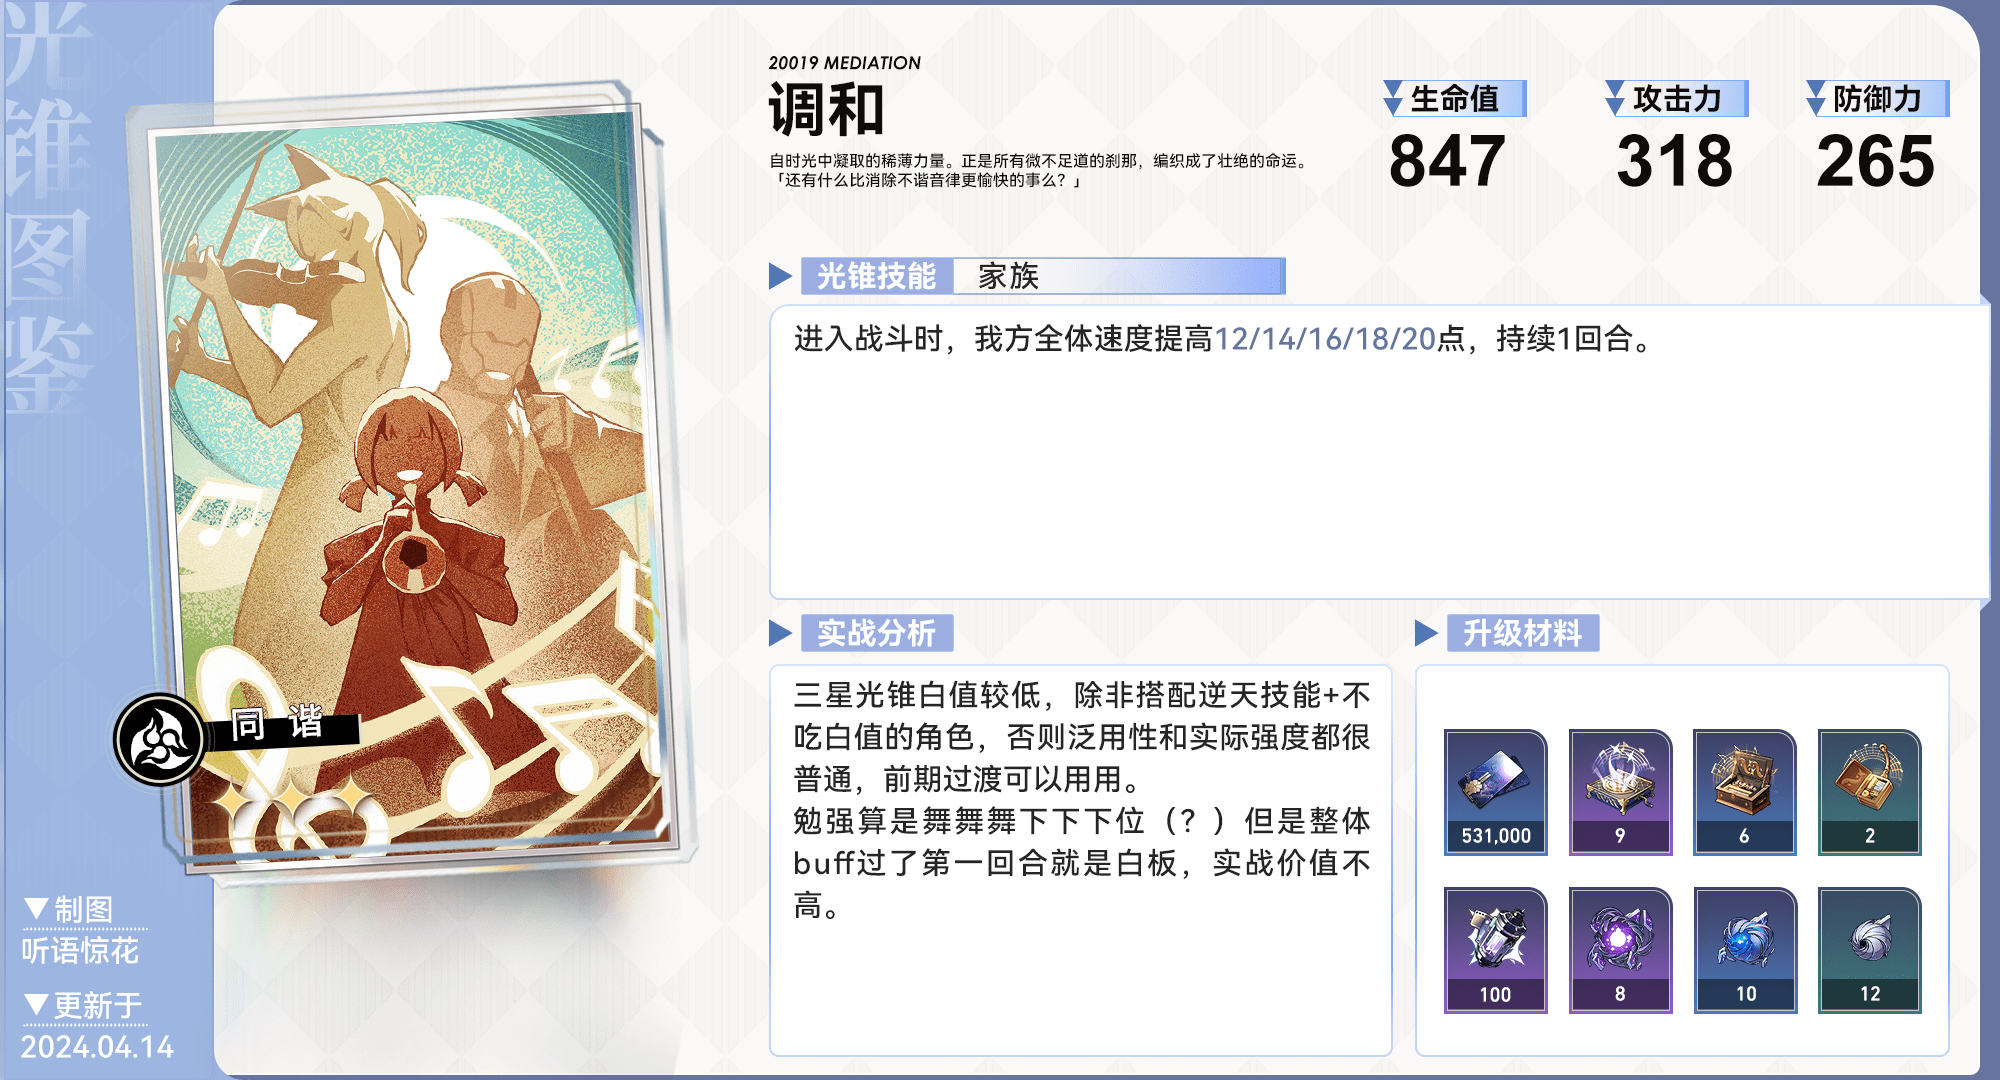 光锥图鉴
20019 MEDIATION
调和
自时光中凝取的稀薄力量。正是所有微不足道的刹那，编织成了壮绝的命运。
「还有什么比消除不谐音律更愉快的事么？」
生命值
847
攻击力
318
防御力
265
光锥技能 家族
进入战斗时，我方全体速度提高12/14/16/18/20点，持续1回合。
同谐
实战分析
三星光锥白值较低，除非搭配逆天技能+不
吃白值的角色，否则泛用性和实际强度都很
普通，前期过渡可以用用。
勉强算是舞舞舞下下下位（？）但是整体
buff过了第一回合就是白板，实战价值不
高。
升级材料
531,000 9 6 2
100 8 10 12
▼制图
听语惊花
▼更新于
2024.04.14